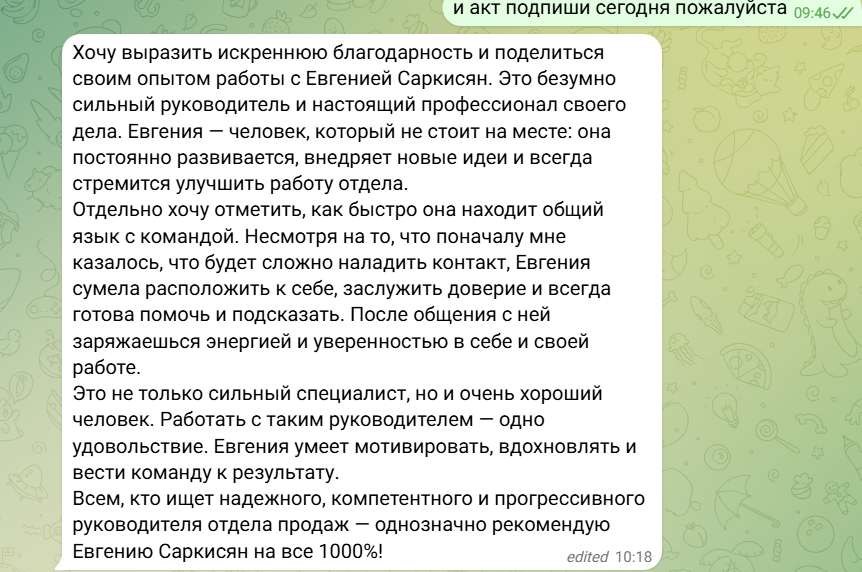 и акт подпиши сегодня пожалуйста 09:46
Хочу выразить искреннюю благодарность и поделиться
своим опытом работы с Евгенией Саркисян. Это безумно
сильный руководитель и настоящий профессионал своего
дела. Евгения — человек, который не стоит на месте: она
постоянно развивается, внедряет новые идеи и всегда
стремится улучшить работу отдела.
Отдельно хочу отметить, как быстро она находит общий
язык с командой. Несмотря на то, что поначалу мне
казалось, что будет сложно наладить контакт, Евгения
сумела расположить к себе, заслужить доверие и всегда
готова помочь и подсказать. После общения с ней
заряжаешься энергией и уверенностью в себе и своей
работе.
Это не только сильный специалист, но и очень хороший
человек. Работать с таким руководителем — одно
удовольствие. Евгения умеет мотивировать, вдохновлять и
вести команду к результату.
Всем, кто ищет надежного, компетентного и прогрессивного
руководителя отдела продаж — однозначно рекомендую
Евгению Саркисян на все 1000%!
edited 10:18